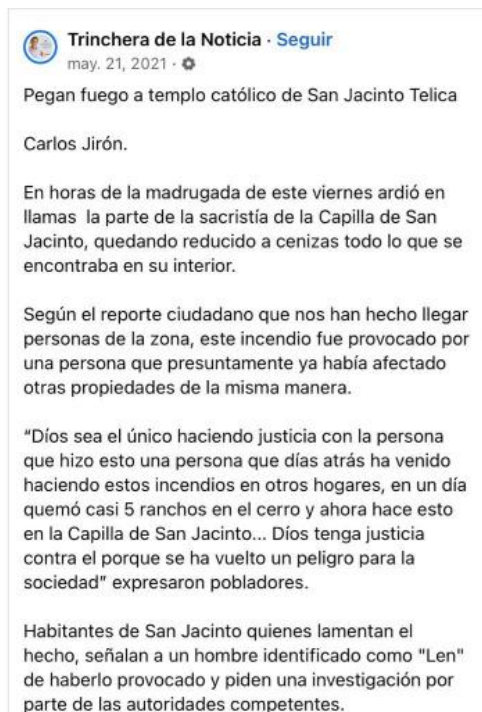 Trinchera de la Noticia · Seguir
may. 21, 2021 ·
Pegan fuego a templo católico de San Jacinto Telica
Carlos Jirón.
En horas de la madrugada de este viernes ardió en
llamas la parte de la sacristía de la Capilla de San
Jacinto, quedando reducido a cenizas todo lo que se
encontraba en su interior.
Según el reporte ciudadano que nos han hecho llegar
personas de la zona, este incendio fue provocado por
una persona que presuntamente ya había afectado
otras propiedades de la misma manera.
“Díos sea el único haciendo justicia con la persona
que hizo esto una persona que días atrás ha venido
haciendo estos incendios en otros hogares, en un día
quemó casi 5 ranchos en el cerro y ahora hace esto
en la Capilla de San Jacinto... Díos tenga justicia
contra el porque se ha vuelto un peligro para la
sociedad” expresaron pobladores.
Habitantes de San Jacinto quienes lamentan el
hecho, señalan a un hombre identificado como "Len"
de haberlo provocado y piden una investigación por
parte de las autoridades competentes.